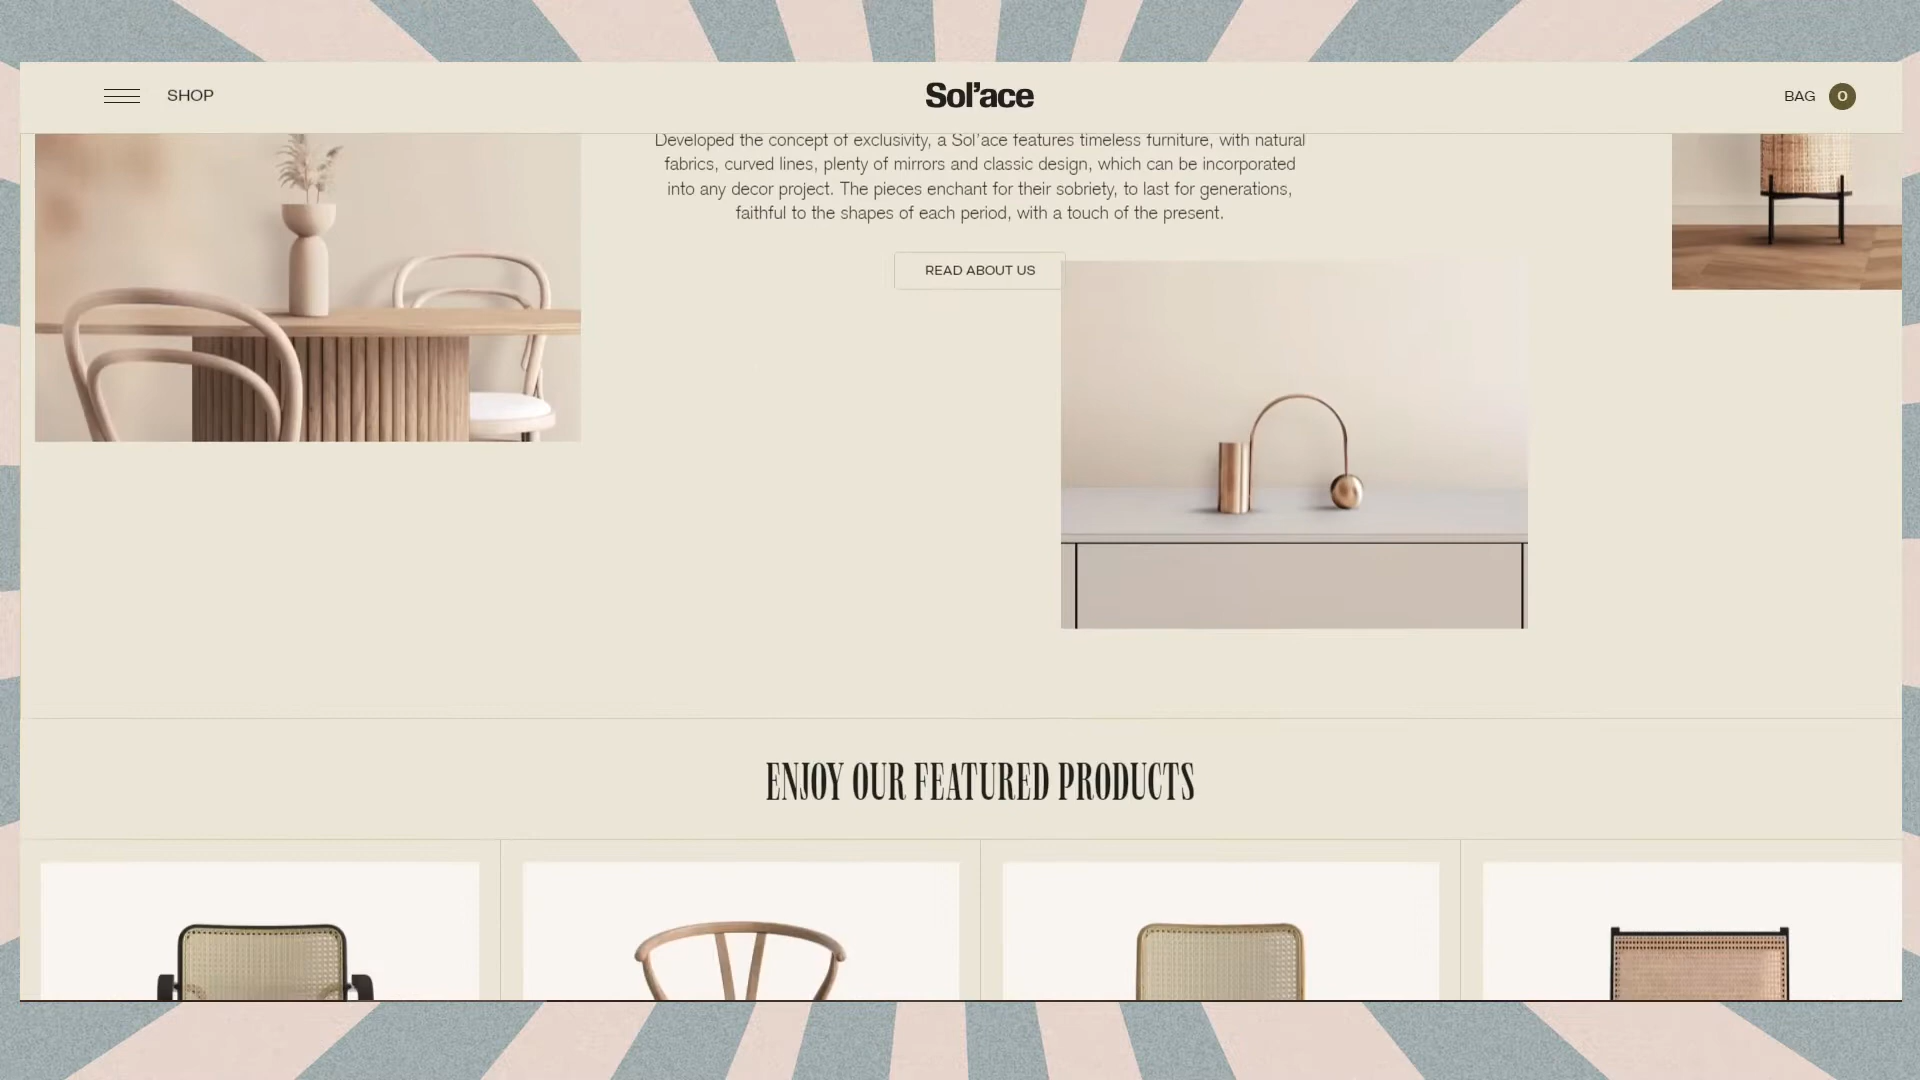 SHOP
Sol'ace
BAG 0
Developed the concept of exclusivity, a Sol'ace features timeless furniture, with natural
fabrics, curved lines, plenty of mirrors and classic design, which can be incorporated
into any decor project. The pieces enchant for their sobriety, to last for generations,
faithful to the shapes of each period, with a touch of the present.
READ ABOUT US
ENJOY OUR FEATURED PRODUCTS